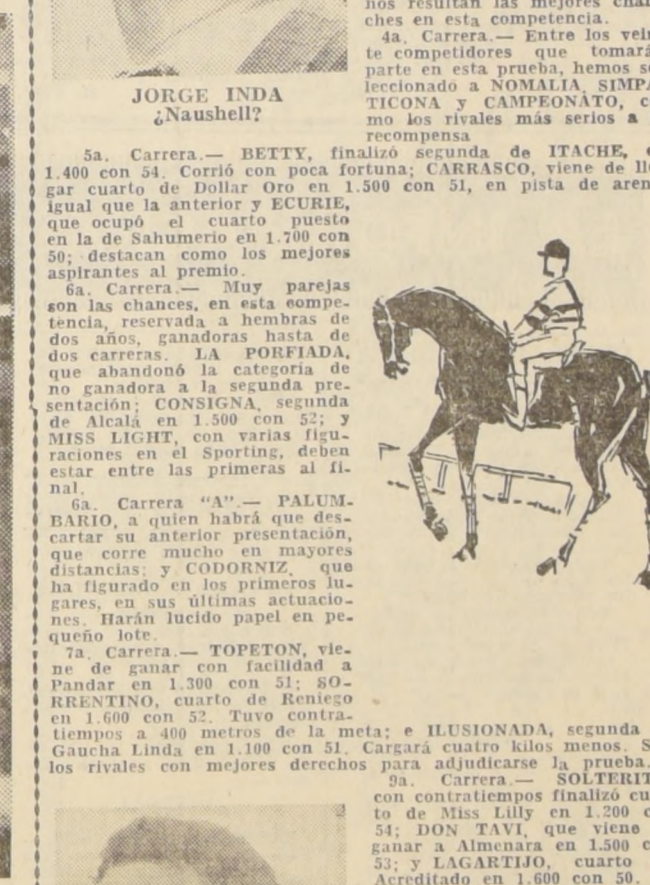 nos resultan las mejores
ches en esta competencia.
4a. Carrera.— Entre los
te competidores que
parte en esta prueba, hemos
leccionado a NOMALIA,
TICONA y CAMPEONATO,
mo los rivales más serios a
recompensa
JORGE INDA
¿Naushell?
5a. Carrera.— BETTY, finalizó segunda de ITACHE,
1.400 con 54. Corrió con poca fortuna; CARRASCO, viene de
gar cuarto de Dollar Oro en 1.500 con 51, en pista de
igual que la anterior y ECURIE,
que ocupó el cuarto puesto
en la de Sahumerio en 1.700 con
50; destacan como los mejores
aspirantes al premio.
6a. Carrera.— Muy parejas
son las chances, en esta compe-
tencia, reservada a hembras de
dos años, ganadoras hasta de
dos carreras. LA PORFIADA,
que abandonó la categoría de
no ganadora a la segunda pre-
sentación; CONSIGNA, segunda
de Alcalá en 1.500 con 52; y
MISS LIGHT, con varias figu-
raciones en el Sporting, deben
estar entre las primeras al fi-
nal.
6a. Carrera "A".— PALUM-
BARIO, a quien habrá que des-
cartar su anterior presentación,
que corre mucho en mayores
distancias; y CODORNIZ, que
ha figurado en los primeros lu-
gares, en sus últimas actuacio-
nes. Harán lucido papel en pe-
queño lote.
7a. Carrera.— TOPETON, vie-
ne de ganar con facilidad a
Pandar en 1.300 con 51; SO-
RRENTINO, cuarto de Reniego
en 1.600 con 52. Tuvo contra-
tiempos a 400 metros de la meta; e ILUSIONADA, segunda
Gaucha Linda en 1.100 con 51. Cargará cuatro kilos menos.
los rivales con mejores derechos para adjudicarse la prueba.
9a. Carrera.—
con contratiempos finalizó
to de Miss Lilly en 1.200
54; DON TAVI, que viene
ganar a Almenara en 1.500
53; y LAGARTIJO, cuarto
Acreditado en 1.600 con 50.